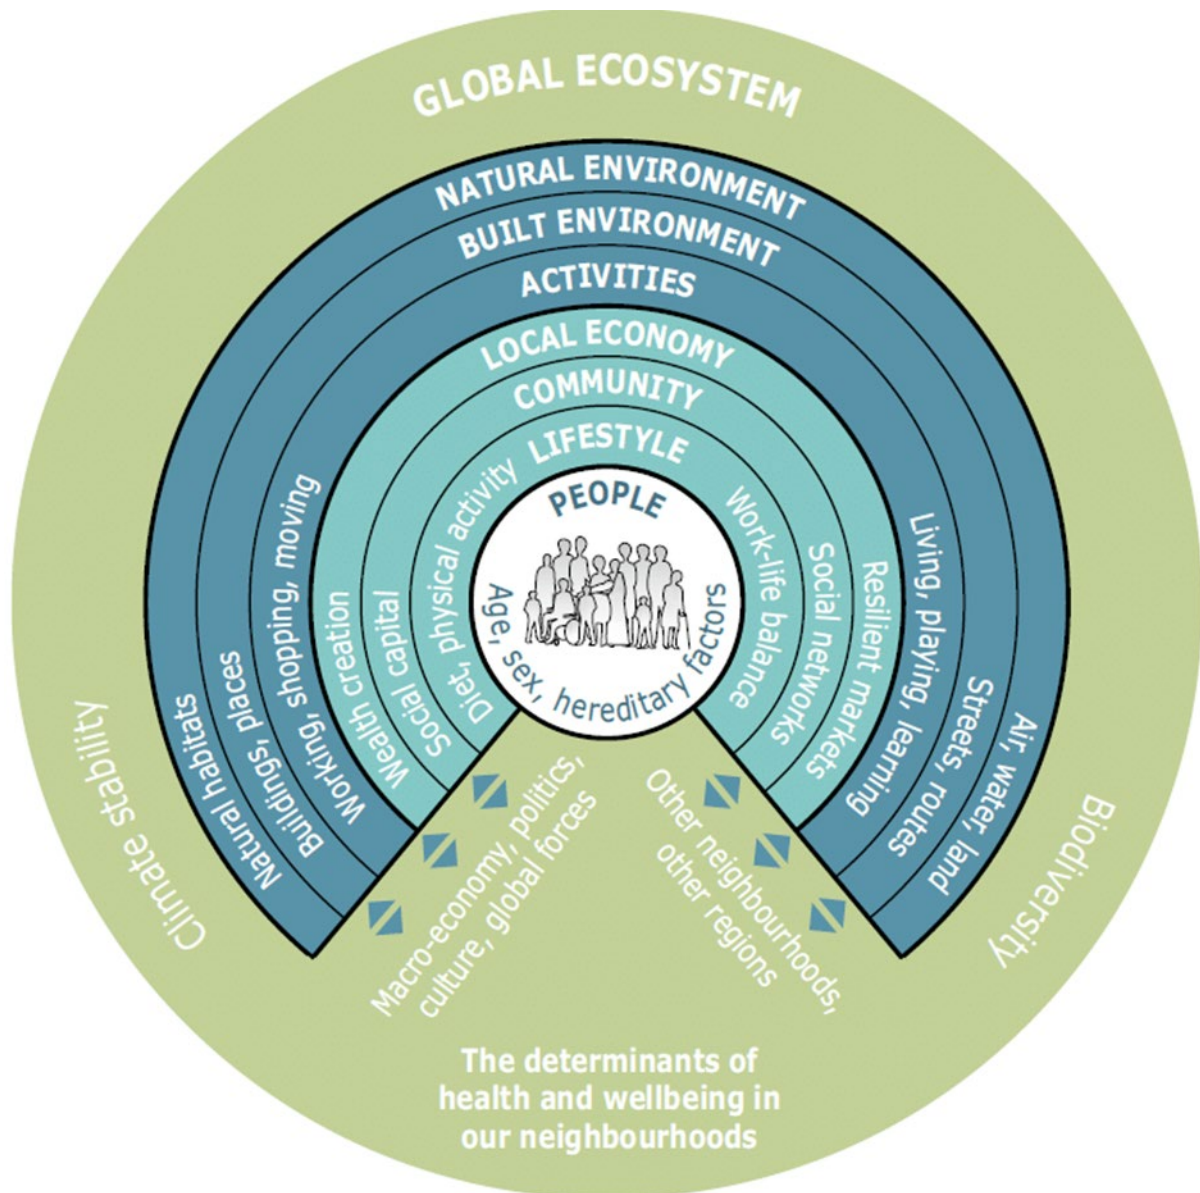 GLOBAL ECOSYSTEM
NATURAL ENVIRONMENT
BUILT ENVIRONMENT
ACTIVITIES
LOCAL ECONOMY
COMMUNITY
LIFESTYLE
PEOPLE
Age, sex, hereditary factors
Diet, physical activity
Work-life balance
Social capital
Social networks
Wealth creation
Resilient markets
Working, shopping, moving
Living, playing, learning
Buildings, places
Streets, routes
Natural habitats
Air, water, land
Climate stability
Biodiversity
Macro-economy, politics,
culture, global forces
Other neighbourhoods,
other regions
The determinants of
health and wellbeing in
our neighbourhoods